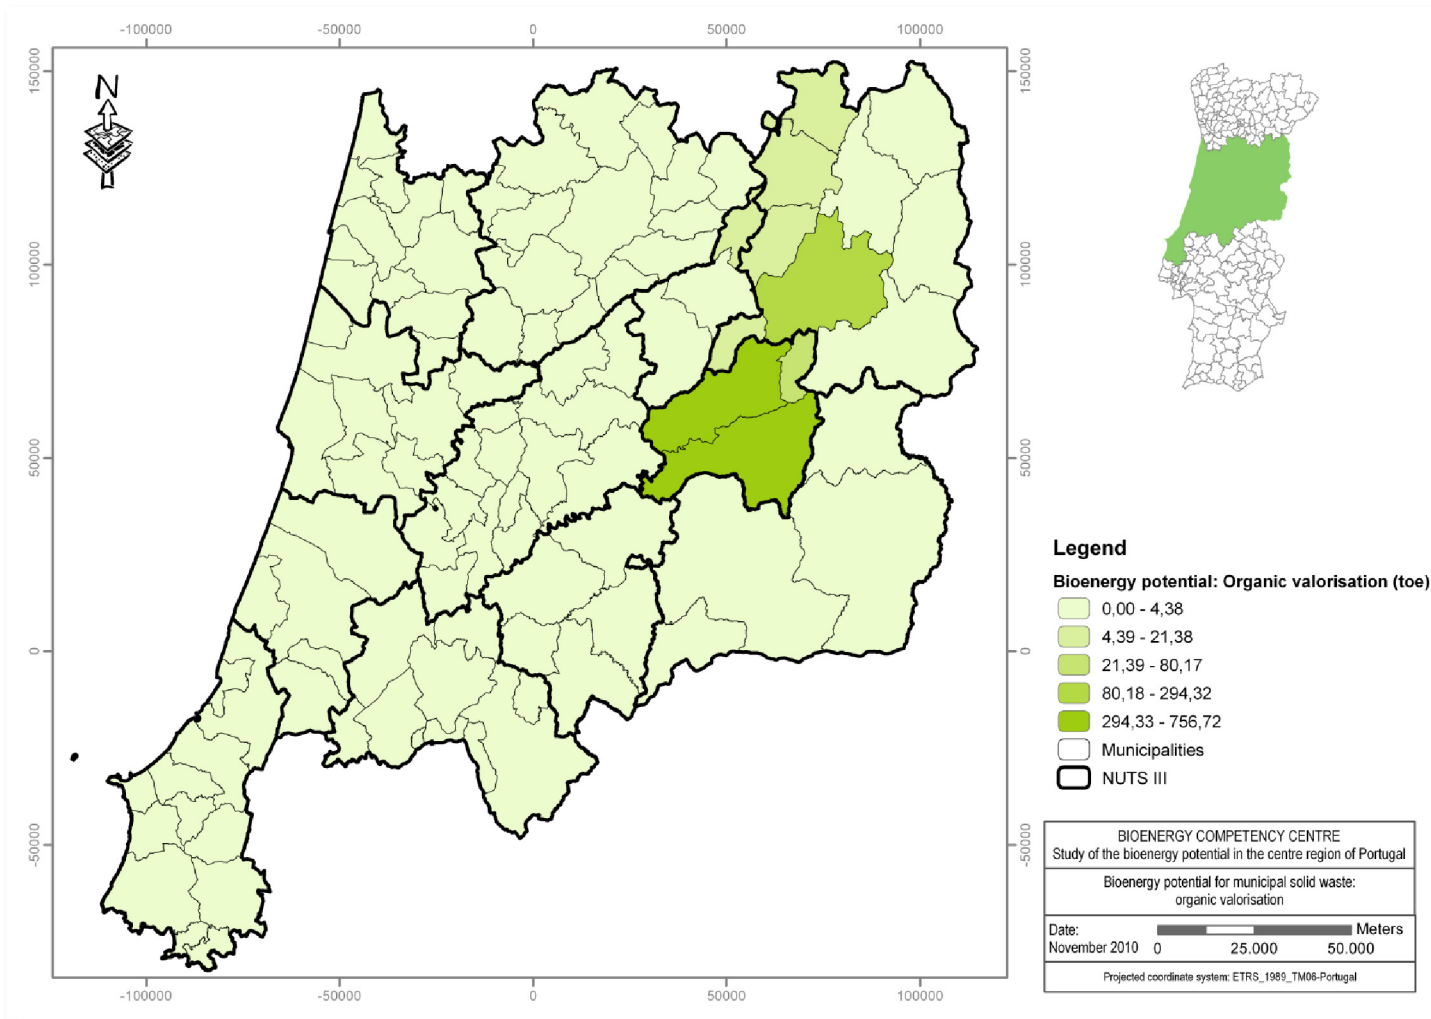 -100000 -50000 0 50000 100000
150000
100000
50000
0
-50000
150000
100000
50000
0
-50000
-100000 -50000 0 50000 100000
N
Legend
Bioenergy potential: Organic valorisation (toe)
0,00 - 4,38
4,39 - 21,38
21,39 - 80,17
80,18 - 294,32
294,33 - 756,72
Municipalities
NUTS III
BIOENERGY COMPETENCY CENTRE
Study of the bioenergy potential in the centre region of Portugal
Bioenergy potential for municipal solid waste:
organic valorisation
Date:
November 2010
Meters
0 25.000 50.000
Projected coordinate system: ETRS_1989_TM06-Portugal